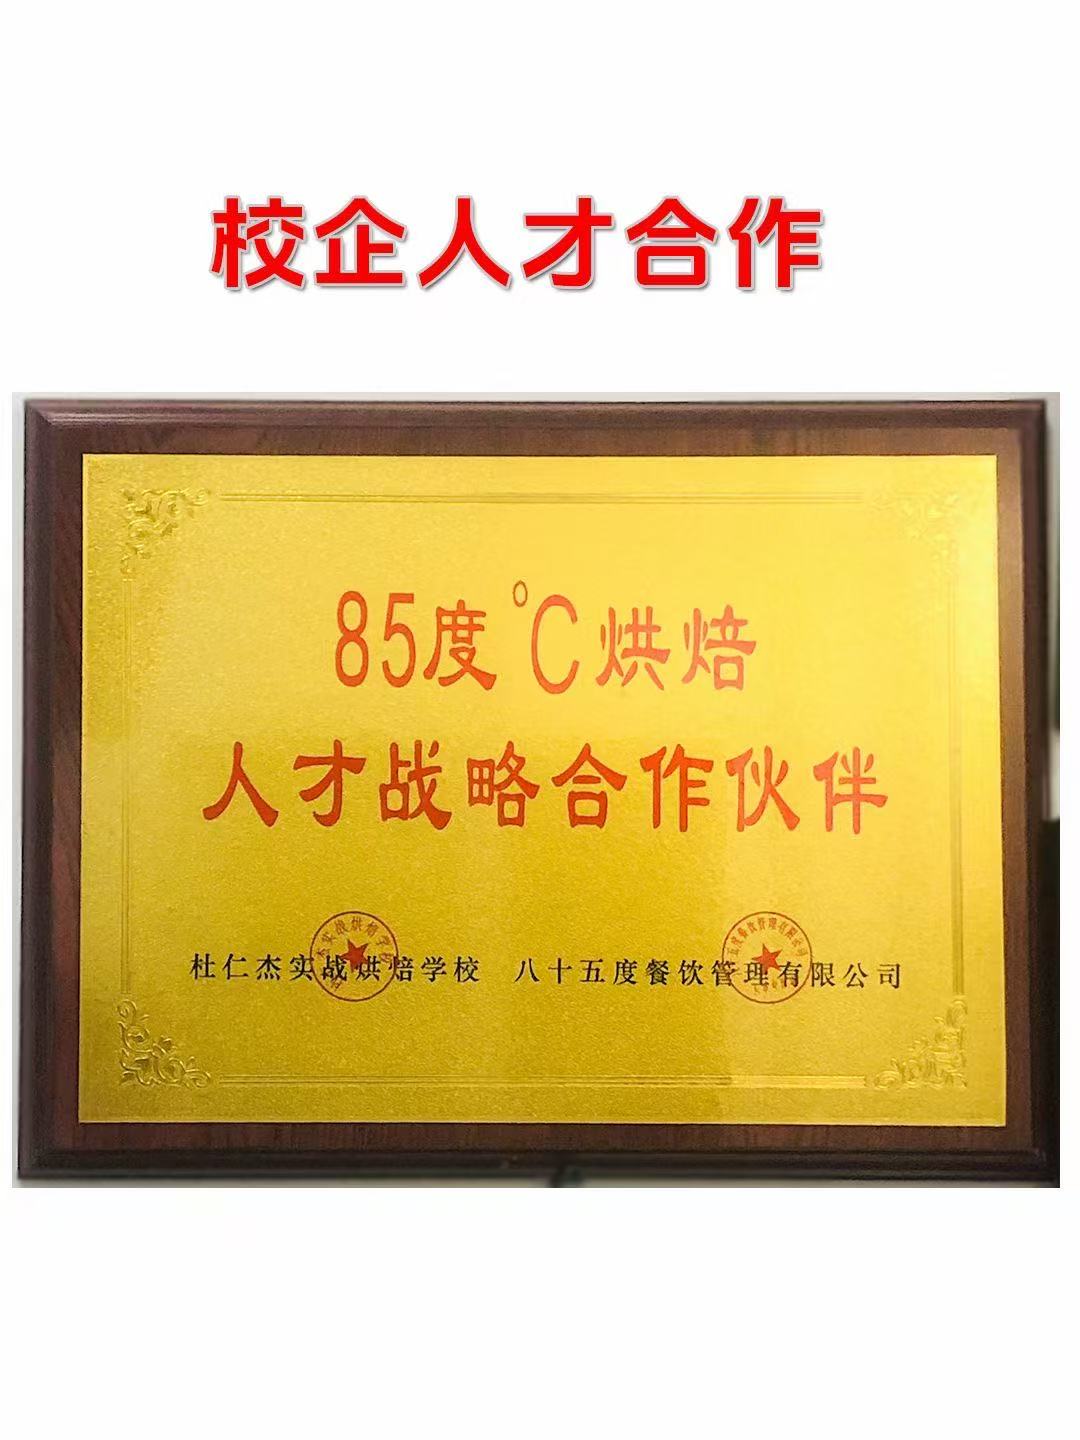 校企人才合作
85度℃烘焙
人才战略合作伙伴
杜仁杰实战烘焙学校 八十五度餐饮管理有限公司